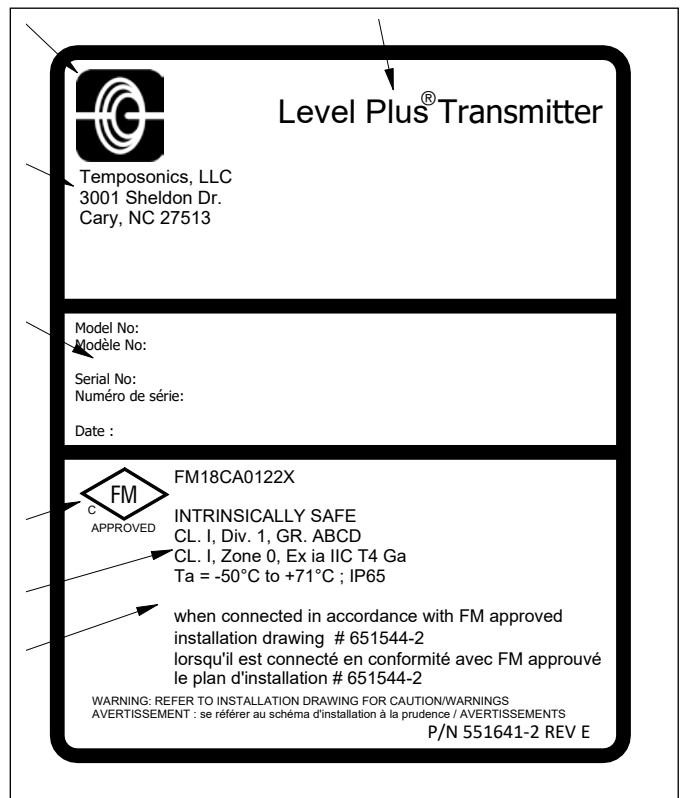 Level Plus® Transmitter
Temposonics, LLC
3001 Sheldon Dr.
Cary, NC 27513
Model No:
Modèle No:
Serial No:
Numéro de série:
Date :
FM
C
APPROVED
FM18CA0122X
INTRINSICALLY SAFE
CL. I, Div. 1, GR. ABCD
CL. I, Zone 0, Ex ia IIC T4 Ga
Ta = -50°C to +71°C ; IP65
when connected in accordance with FM approved
installation drawing # 651544-2
lorsqu'il est connecté en conformité avec FM approuvé
le plan d'installation # 651544-2
WARNING: REFER TO INSTALLATION DRAWING FOR CAUTION/WARNINGS
AVERTISSEMENT : se référer au schéma d'installation à la prudence / AVERTISSEMENTS
P/N 551641-2 REV E